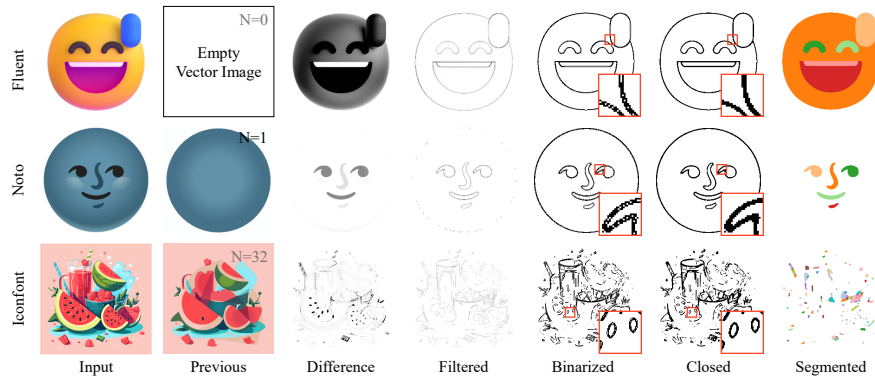 Fluent
N=0
Empty
Vector Image
Noto
N=1
Iconfont
N=32
Input
Previous
Difference
Filtered
Binarized
Closed
Segmented